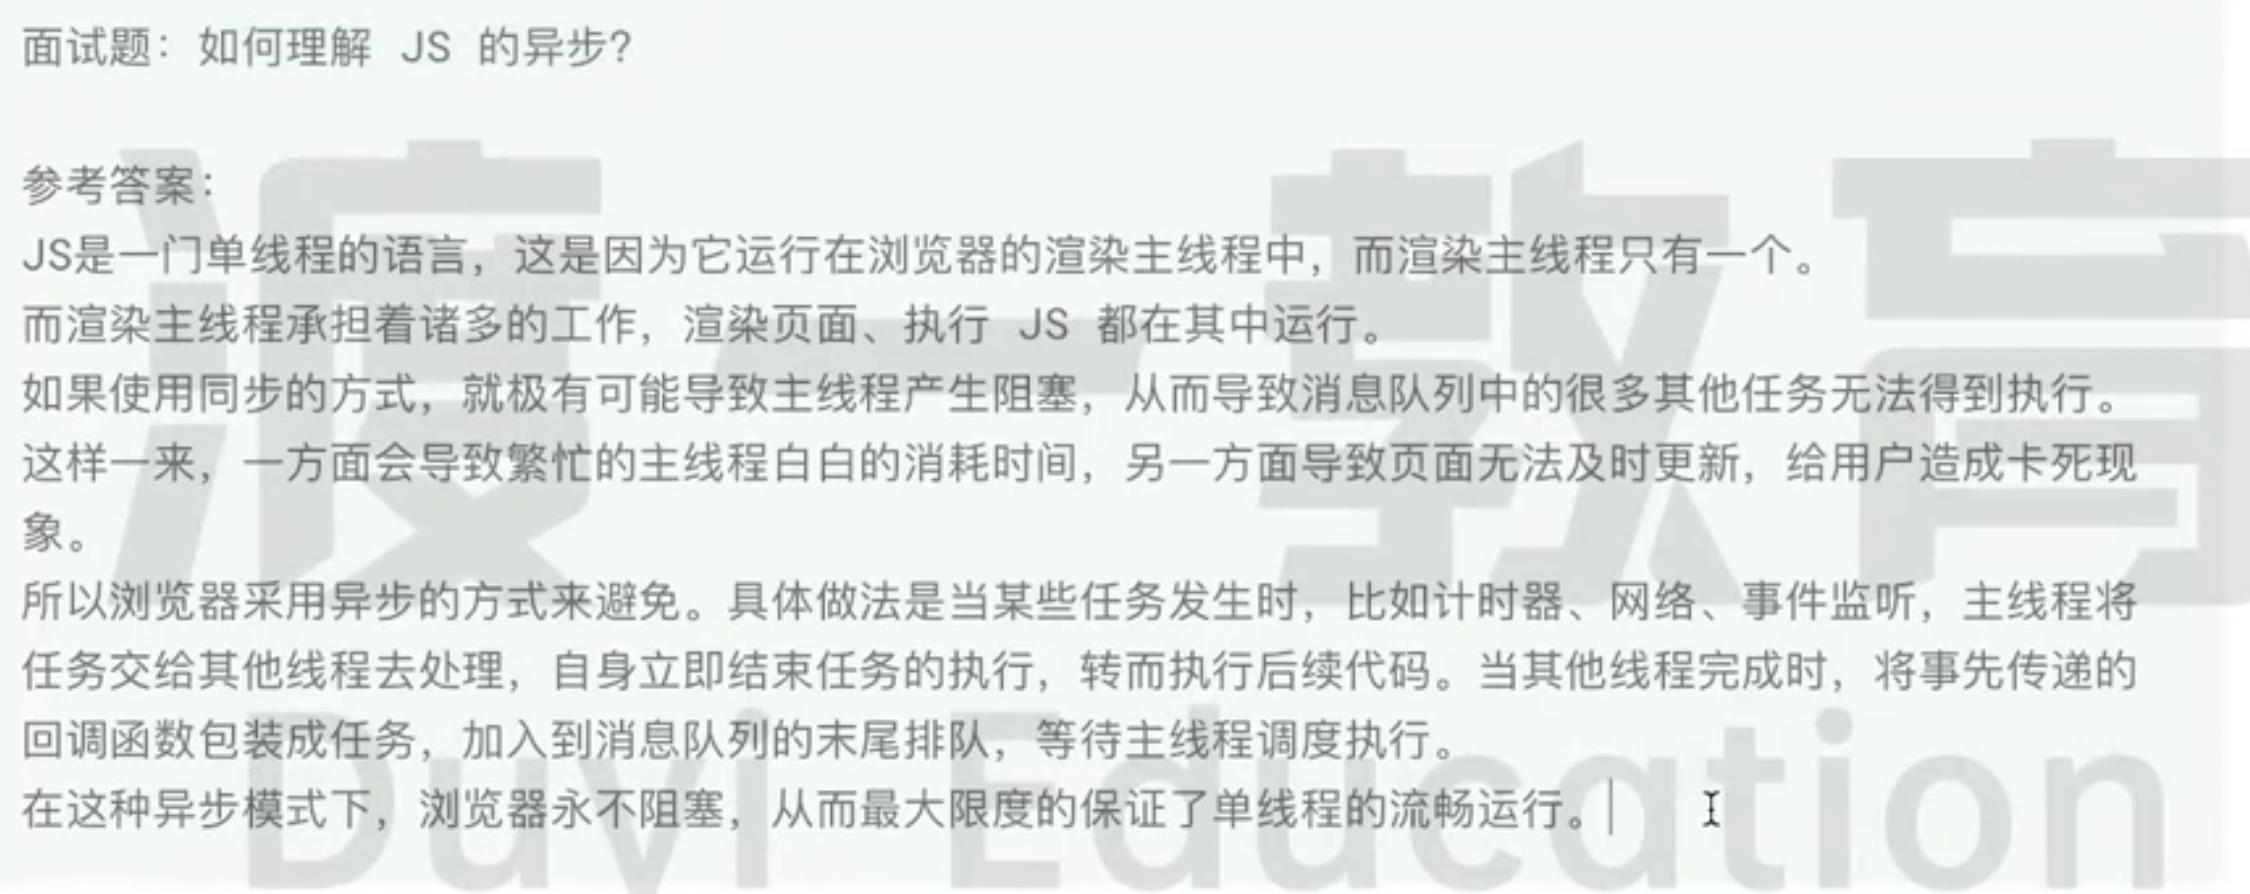 面试题：如何理解 JS 的异步？
参考答案：
JS是一门单线程的语言，这是因为它运行在浏览器的渲染主线程中，而渲染主线程只有一个。
而渲染主线程承担着诸多的工作，渲染页面、执行 JS 都在其中运行。
如果使用同步的方式，就极有可能导致主线程产生阻塞，从而导致消息队列中的很多其他任务无法得到执行。
这样一来，一方面会导致繁忙的主线程白白的消耗时间，另一方面导致页面无法及时更新，给用户造成卡死现
象。
所以浏览器采用异步的方式来避免。具体做法是当某些任务发生时，比如计时器、网络、事件监听，主线程将
任务交给其他线程去处理，自身立即结束任务的执行，转而执行后续代码。当其他线程完成时，将事先传递的
回调函数包装成任务，加入到消息队列的末尾排队，等待主线程调度执行。
在这种异步模式下，浏览器永不阻塞，从而最大限度的保证了单线程的流畅运行。
渡一教育
Duyi Education